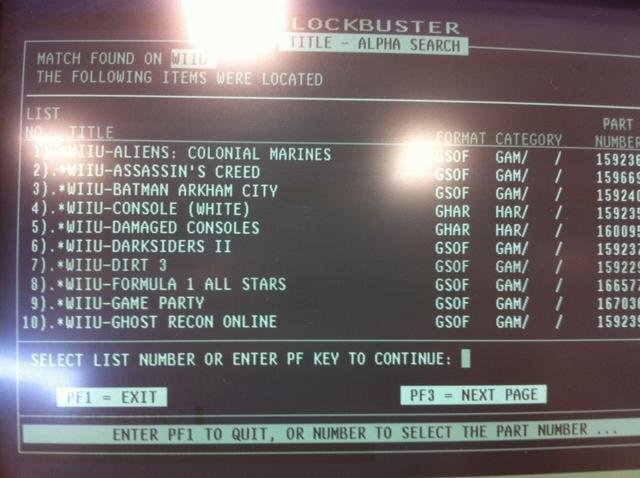 BLOCKBUSTER
TITLE - ALPHA SEARCH
MATCH FOUND ON WIIU
THE FOLLOWING ITEMS WERE LOCATED
LIST PART
NO. TITLE FORMAT CATEGORY NUMBER
1).*WIIU-ALIENS: COLONIAL MARINES GSOF GAM/ / 159236
2).*WIIU-ASSASSIN'S CREED GSOF GAM/ / 159669
3).*WIIU-BATMAN ARKHAM CITY GSOF GAM/ / 159240
4).*WIIU-CONSOLE (WHITE) GHAR HAR/ / 159235
5).*WIIU-DAMAGED CONSOLES GHAR HAR/ / 160095
6).*WIIU-DARKSIDERS II GSOF GAM/ / 159237
7).*WIIU-DIRT 3 GSOF GAM/ / 159229
8).*WIIU-FORMULA 1 ALL STARS GSOF GAM/ / 166577
9).*WIIU-GAME PARTY GSOF GAM/ / 167036
10).*WIIU-GHOST RECON ONLINE GSOF GAM/ / 159239
SELECT LIST NUMBER OR ENTER PF KEY TO CONTINUE:
PF1 = EXIT PF3 = NEXT PAGE
ENTER PF1 TO QUIT, OR NUMBER TO SELECT THE PART NUMBER ...